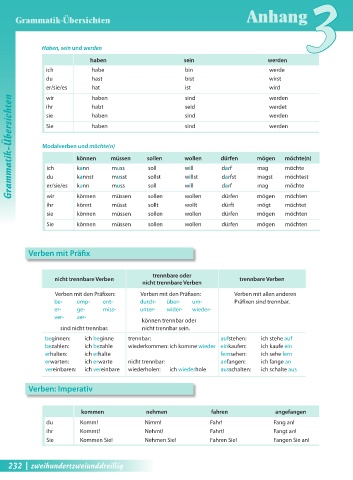 Grammatik-Übersichten Anhang 3
Grammatik-Übersichten
Haben, sein und werden
haben sein werden
ich habe bin werde
du hast bist wirst
er/sie/es hat ist wird
wir haben sind werden
ihr habt seid werdet
sie haben sind werden
Sie haben sind werden
Modalverben und möchte(n)
können müssen sollen wollen dürfen mögen möchte(n)
ich kann muss soll will darf mag möchte
du kannst musst sollst willst darfst magst möchtest
er/sie/es kann muss soll will darf mag möchte
wir können müssen sollen wollen dürfen mögen möchten
ihr könnt müsst sollt wollt dürft mögt möchtet
sie können müssen sollen wollen dürfen mögen möchten
Sie können müssen sollen wollen dürfen mögen möchten
Verben mit Präfix
nicht trennbare Verben trennbare oder nicht trennbare Verben trennbare Verben
Verben mit den Präfixen: Verben mit den Präfixen: Verben mit allen anderen
be- emp- ent- durch- über- um- Präfixen sind trennbar.
er- ge- miss- unter- wider- wieder-
ver- zer- können trennbar oder
sind nicht trennbar. nicht trennbar sein.
beginnen: ich beginne trennbar: aufstehen: ich stehe auf
bezahlen: ich bezahle wiederkommen: ich komme wieder einkaufen: ich kaufe ein
erhalten: ich erhalte fernsehen: ich sehe fern
erwarten: ich erwarte nicht trennbar: anfangen: ich fange an
vereinbaren: ich vereinbare wiederholen: ich wiederhole ausschalten: ich schalte aus
Verben: Imperativ
kommen nehmen fahren angefangen
du Komm! Nimm! Fahr! Fang an!
ihr Kommt! Nehmt! Fahrt! Fangt an!
Sie Kommen Sie! Nehmen Sie! Fahren Sie! Fangen Sie an!
232 | zweihundertzweiunddreißig